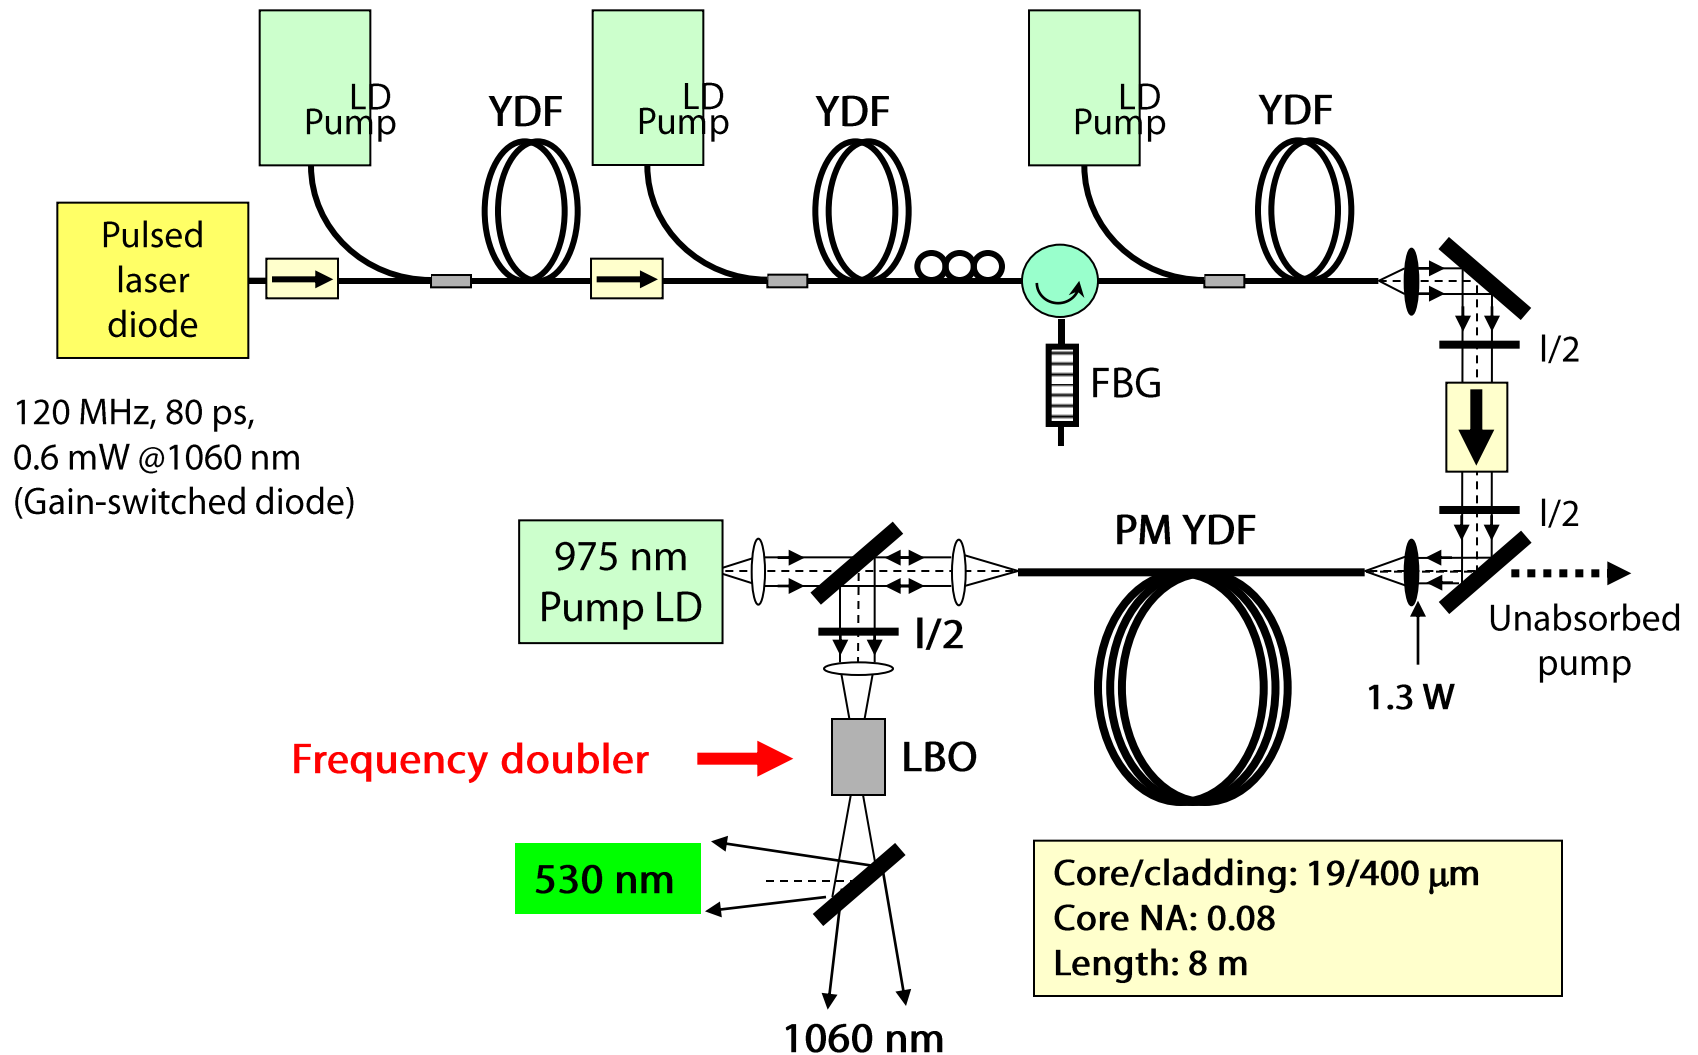 LD
Pump
YDF
LD
Pump
YDF
LD
Pump
YDF
Pulsed
laser
diode
l/2
FBG
120 MHz, 80 ps,
0.6 mW @1060 nm
(Gain-switched diode)
l/2
975 nm
Pump LD
PM YDF
Unabsorbed
pump
l/2
1.3 W
Frequency doubler
LBO
530 nm
Core/cladding: 19/400 μm
Core NA: 0.08
Length: 8 m
1060 nm